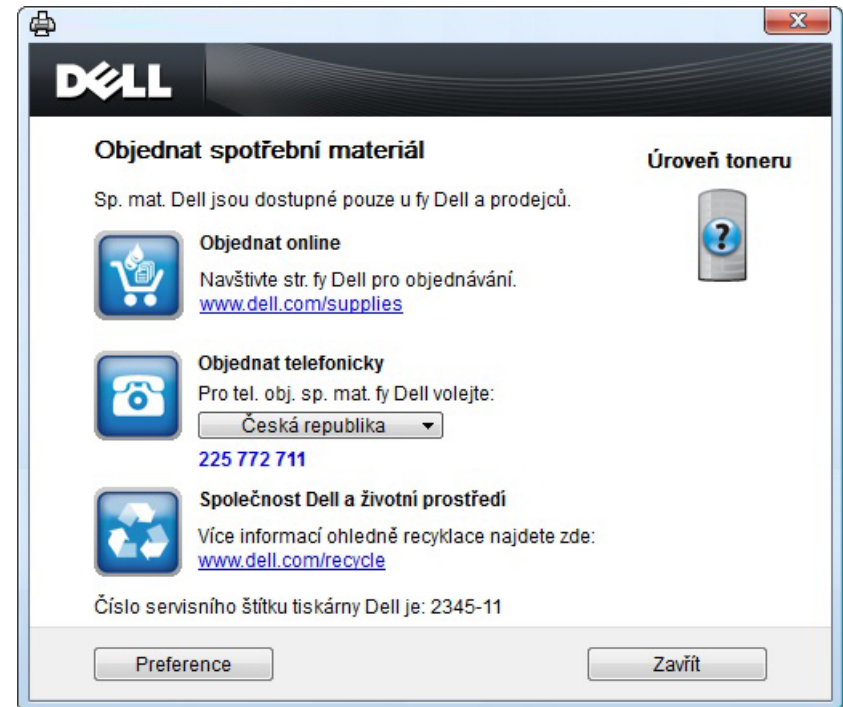 DELL
Objednat spotřební materiál
Úroveň toneru
Sp. mat. Dell jsou dostupné pouze u fy Dell a prodejců.
?
Objednat online
Navštivte str. fy Dell pro objednávání.
www.dell.com/supplies
Objednat telefonicky
Pro tel. obj. sp. mat. fy Dell volejte:
Česká republika
225 772 711
Společnost Dell a životní prostředí
Více informací ohledně recyklace najdete zde:
www.dell.com/recycle
Číslo servisního štítku tiskárny Dell je: 2345-11
Preference
Zavřít